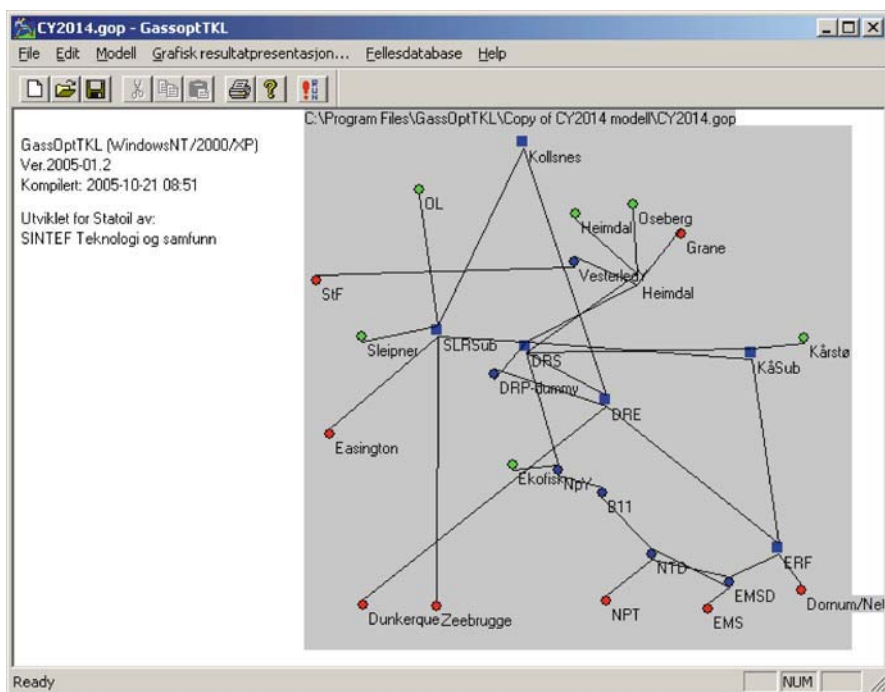 CY2014.gop - GassoptTKL
File Edit Modell Grafisk resultatpresentasjon... Fellesdatabase Help
RUN
C:\Program Files\GassOptTKL\Copy of CY2014 modell\CY2014.gop
GassOptTKL (WindowsNT/2000/XP)
Ver.2005-01.2
Kompilert: 2005-10-21 08:51
Utviklet for Statoil av:
SINTEF Teknologi og samfunn
Kollsnes
OL
Heimdal
Oseberg
Grane
Vesterled
Heimdal
StF
Sleipner
SLRSub
DRS
KåSub
Kårstø
DRP-dummy
DRE
Easington
Ekofisk
NpY
B11
NTD
ERF
EMSD
Dunkerque
Zeebrugge
NPT
EMS
Dornum/Nel
Ready
NUM